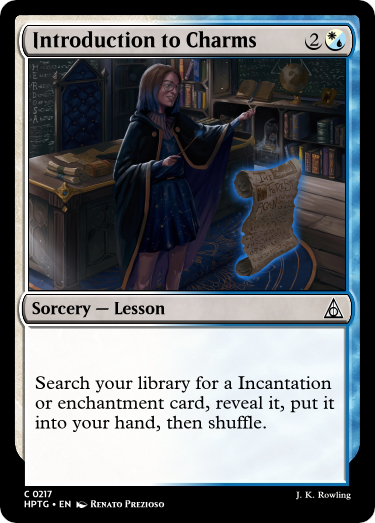 Introduction to Charms 2
Sorcery — Lesson
Search your library for a Incantation
or enchantment card, reveal it, put it
into your hand, then shuffle.
C 0217
HPTG • EN Renato Prezioso
J. K. Rowling